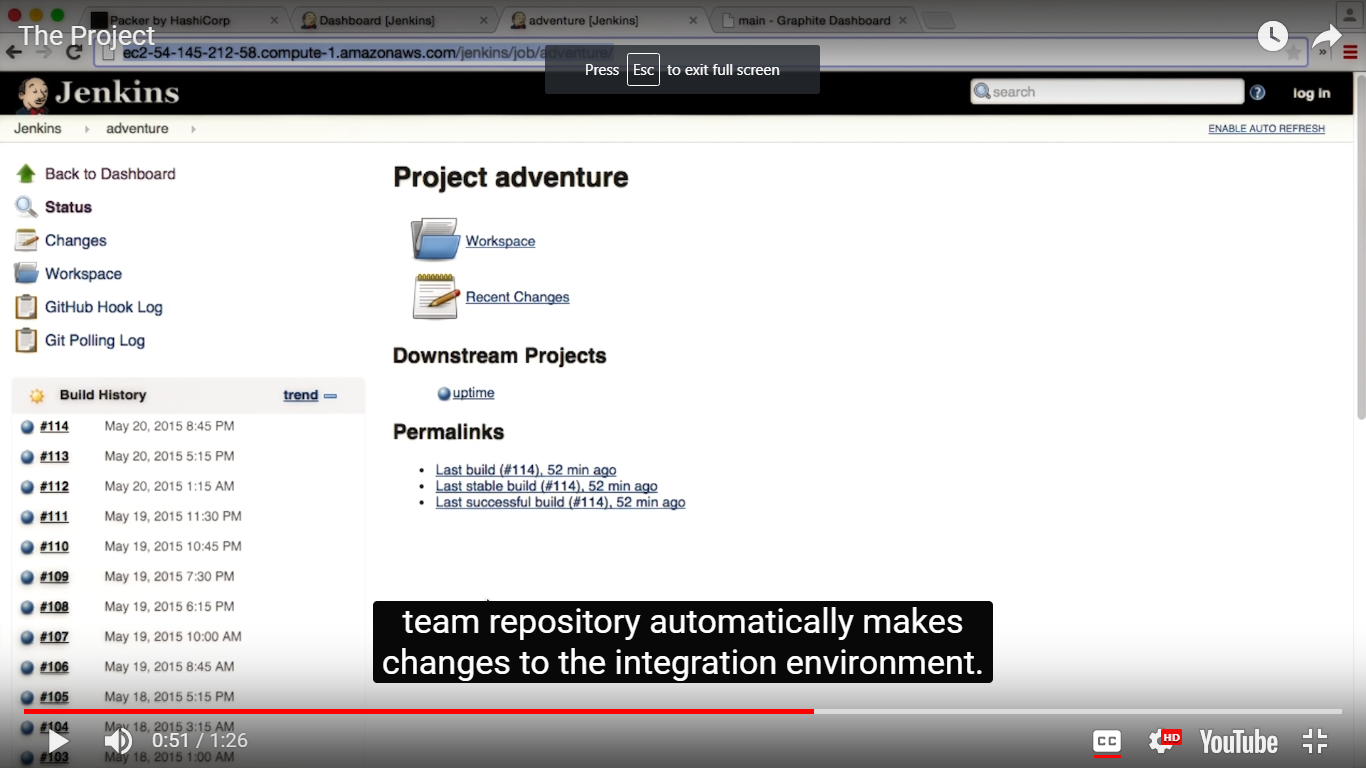 Packer by HashiCorp
Dashboard [Jenkins]
adventure [Jenkins]
main - Graphite Dashboard
The Project
ec2-54-145-212-58.compute-1.amazonaws.com/jenkins/job/adventure/
Press Esc to exit full screen
Jenkins
search
log in
Jenkins
adventure
ENABLE AUTO REFRESH
Back to Dashboard
Status
Changes
Workspace
GitHub Hook Log
Git Polling Log
Project adventure
Workspace
Recent Changes
Downstream Projects
uptime
Permalinks
Last build (#114), 52 min ago
Last stable build (#114), 52 min ago
Last successful build (#114), 52 min ago
Build History trend
#114 May 20, 2015 8:45 PM
#113 May 20, 2015 5:15 PM
#112 May 20, 2015 1:15 AM
#111 May 19, 2015 11:30 PM
#110 May 19, 2015 10:45 PM
#109 May 19, 2015 7:30 PM
#108 May 19, 2015 6:15 PM
#107 May 19, 2015 10:00 AM
#106 May 19, 2015 8:45 AM
#105 May 18, 2015 5:15 PM
#104 May 18, 2015 3:15 AM
#103 May 18, 2015 1:00 AM
team repository automatically makes
changes to the integration environment.
0:51 / 1:26
CC
HD
YouTube